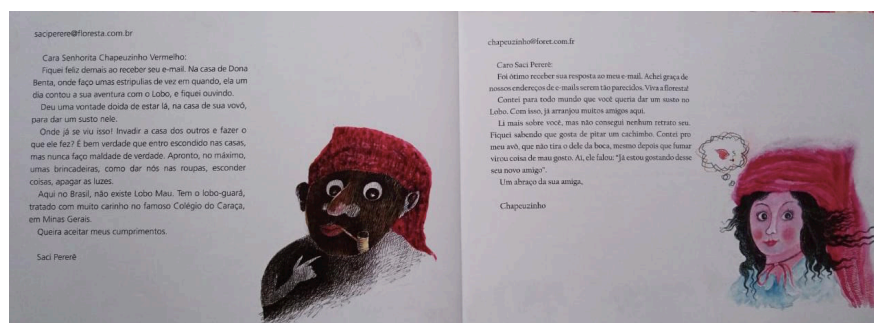 saciperere@floresta.com.br
Cara Senhorita Chapeuzinho Vermelho:
Fiquei feliz demais ao receber seu e-mail. Na casa de Dona
Benta, onde faço umas estripulias de vez em quando, ela um
dia contou a sua aventura com o Lobo, e fiquei ouvindo.
Deu uma vontade doida de estar lá, na casa de sua vovó,
para dar um susto nele.
Onde já se viu isso! Invadir a casa dos outros e fazer o
que ele fez? É bem verdade que entro escondido nas casas,
mas nunca faço maldade de verdade. Apronto, no máximo,
umas brincadeiras, como dar nós nas roupas, esconder
coisas, apagar as luzes.
Aqui no Brasil, não existe Lobo Mau. Tem o lobo-guará,
tratado com muito carinho no famoso Colégio do Caraça,
em Minas Gerais.
Queira aceitar meus cumprimentos.
Saci Pererê
chapeuzinho@foret.com.fr
Caro Saci Pererê:
Foi ótimo receber sua resposta ao meu e-mail. Achei graça de
nossos endereços de e-mails serem tão parecidos. Viva a floresta!
Contei para todo mundo que você queria dar um susto no
Lobo. Com isso, já arranjou muitos amigos aqui.
Li mais sobre você, mas não consegui nenhum retrato seu.
Fiquei sabendo que gosta de pitar um cachimbo. Contei pro
meu avô, que não tira o dele da boca, mesmo depois que fumar
virou coisa de mau gosto. Aí, ele falou: "Já estou gostando desse
seu novo amigo".
Um abraço da sua amiga,
Chapeuzinho